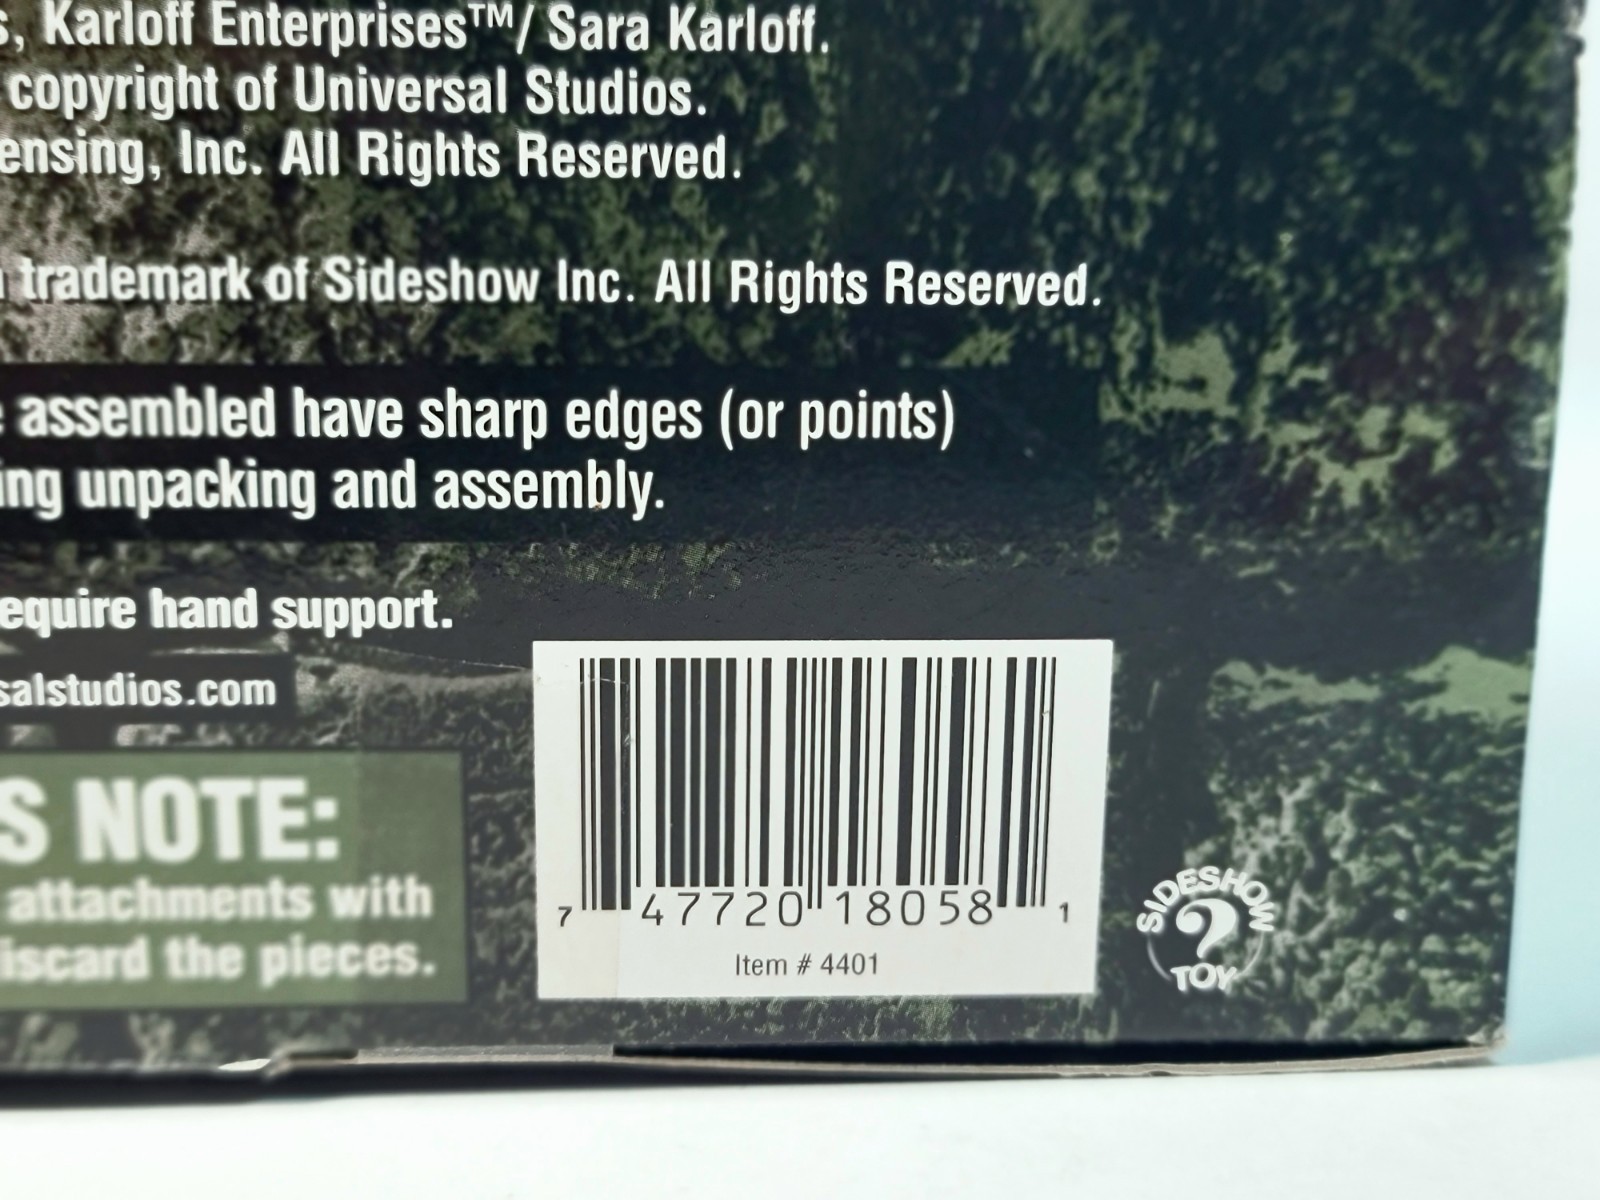 , Karloff Enterprises™/ Sara Karloff.
copyright of Universal Studios.
ensing, Inc. All Rights Reserved.
trademark of Sideshow Inc. All Rights Reserved.
assembled have sharp edges (or points)
ing unpacking and assembly.
equire hand support.
salstudios.com
S NOTE:
attachments with
iscard the pieces.
7 47720 18058 1
Item # 4401
SIDESHOW
?
TOY